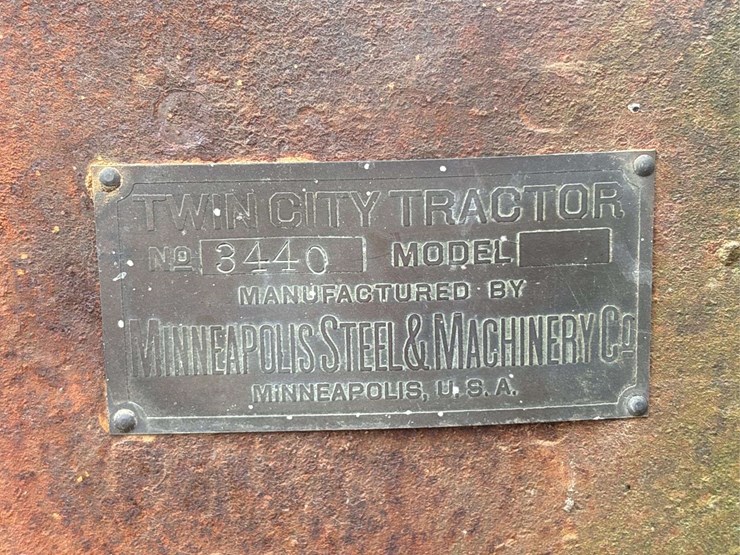 TWIN CITY TRACTOR
No 3440 MODEL
MANUFACTURED BY
MINNEAPOLIS STEEL & MACHINERY Co
MINNEAPOLIS, U.S.A.